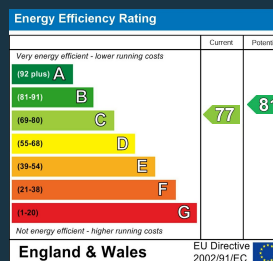 Energy Efficiency Rating
Current
Very energy efficient - lower running costs
(92 plus) A
(81-91) B
(69-80) C
77
(55-68) D
(39-54) E
(21-38) F
(1-20) G
Not energy efficient - higher running costs
England & Wales
EU Directive
2002/91/EC